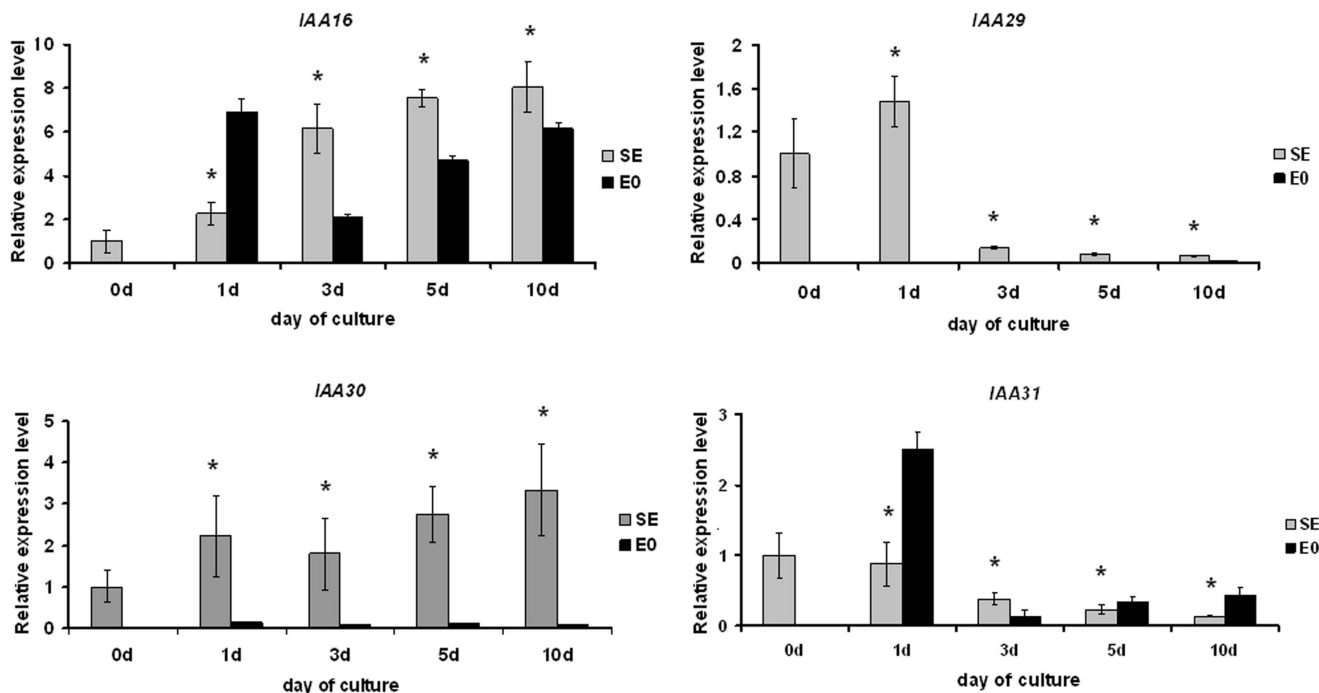 IAA16
Relative expression level
10
8
6
4
2
0
* * * *
0d 1d 3d 5d 10d
day of culture
SE
E0
IAA29
Relative expression level
2
1.6
1.2
0.8
0.4
0
* * * *
0d 1d 3d 5d 10d
day of culture
SE
E0
IAA30
Relative expression level
5
4
3
2
1
0
* * * *
0d 1d 3d 5d 10d
day of culture
SE
E0
IAA31
Relative expression level
3
2
1
0
* * * *
0d 1d 3d 5d 10d
day of culture
SE
E0